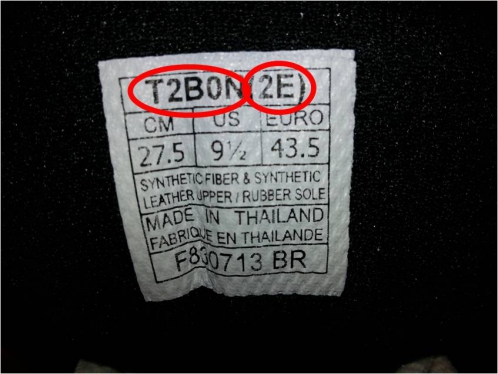 T2B0N(2E)
CM US EURO
27.5 9½ 43.5
SYNTHETIC FIBER & SYNTHETIC
LEATHER UPPER / RUBBER SOLE
MADE IN THAILAND
FABRIQUE EN THAILANDE
F830713 BR